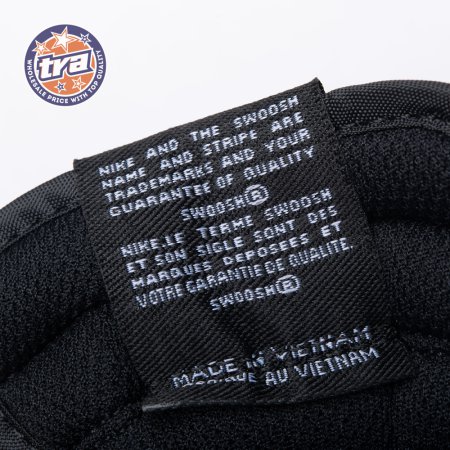 tra
WHOLESALE PRICE WITH TOP QUALITY
NIKE AND THE SWOOSH
NAME AND STRIPE ARE
TRADEMARKS AND YOUR
GUARANTEE OF QUALITY
SWOOSH®
NIKE.LE TERME SWOOSH
ET SON SIGLE SONT DES
MARQUES DEPOSEES ET
VOTRE GARANTIE DE QUALITE.
SWOOSH®
MADE IN VIETNAM
AU VIETNAM